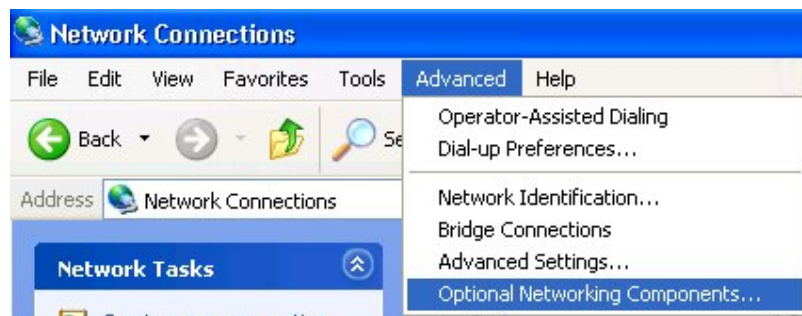 Network Connections
File Edit View Favorites Tools Advanced Help
Back
Operator-Assisted Dialing
Dial-up Preferences...
Address Network Connections
Network Identification...
Bridge Connections
Advanced Settings...
Optional Networking Components...
Network Tasks